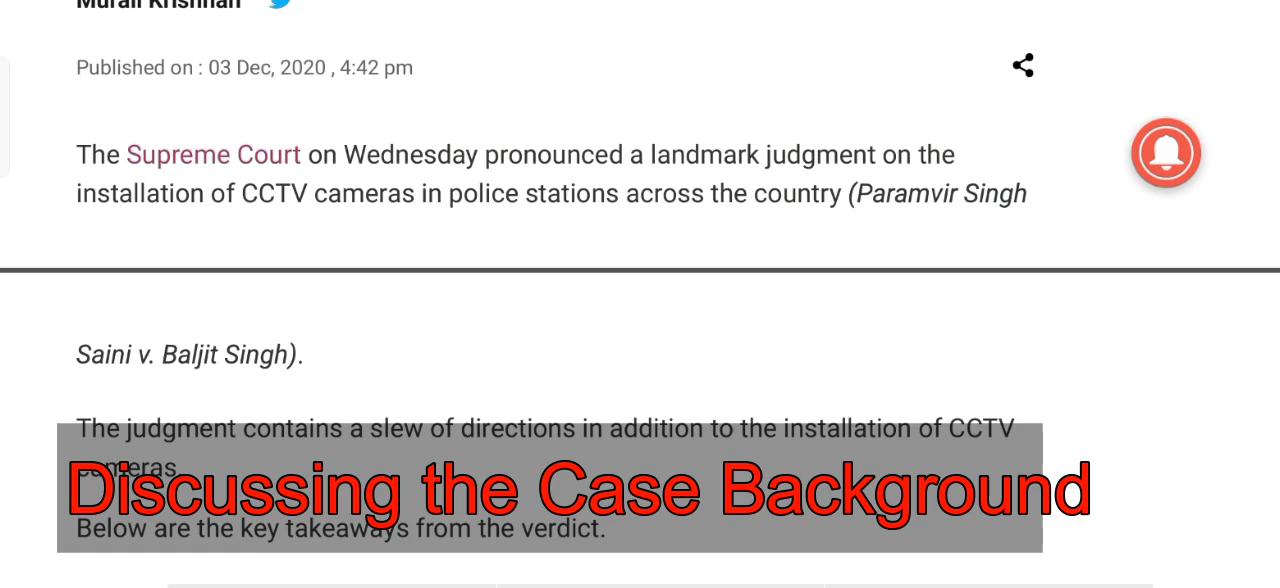 Murali Krishnan
Published on : 03 Dec, 2020 , 4:42 pm
The Supreme Court on Wednesday pronounced a landmark judgment on the
installation of CCTV cameras in police stations across the country (Paramvir Singh
Saini v. Baljit Singh).
The judgment contains a slew of directions in addition to the installation of CCTV
cameras.
Discussing the Case Background
Below are the key takeaways from the verdict.